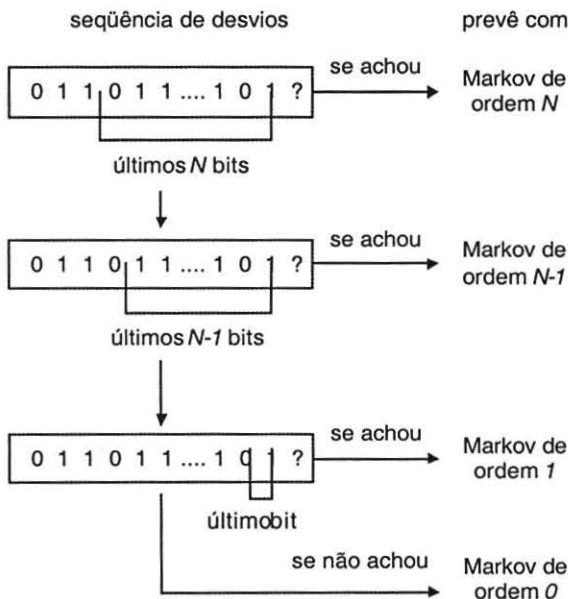 seqüência de desvios
prevê com
0 1 1 0 1 1 .... 1 0 1 ?
se achou
Markov de
ordem N
últimos N bits
0 1 1 0 1 1 .... 1 0 1 ?
se achou
Markov de
ordem N-1
últimos N-1 bits
0 1 1 0 1 1 .... 1 0 1 ?
se achou
Markov de
ordem 1
último bit
se não achou
Markov de
ordem 0